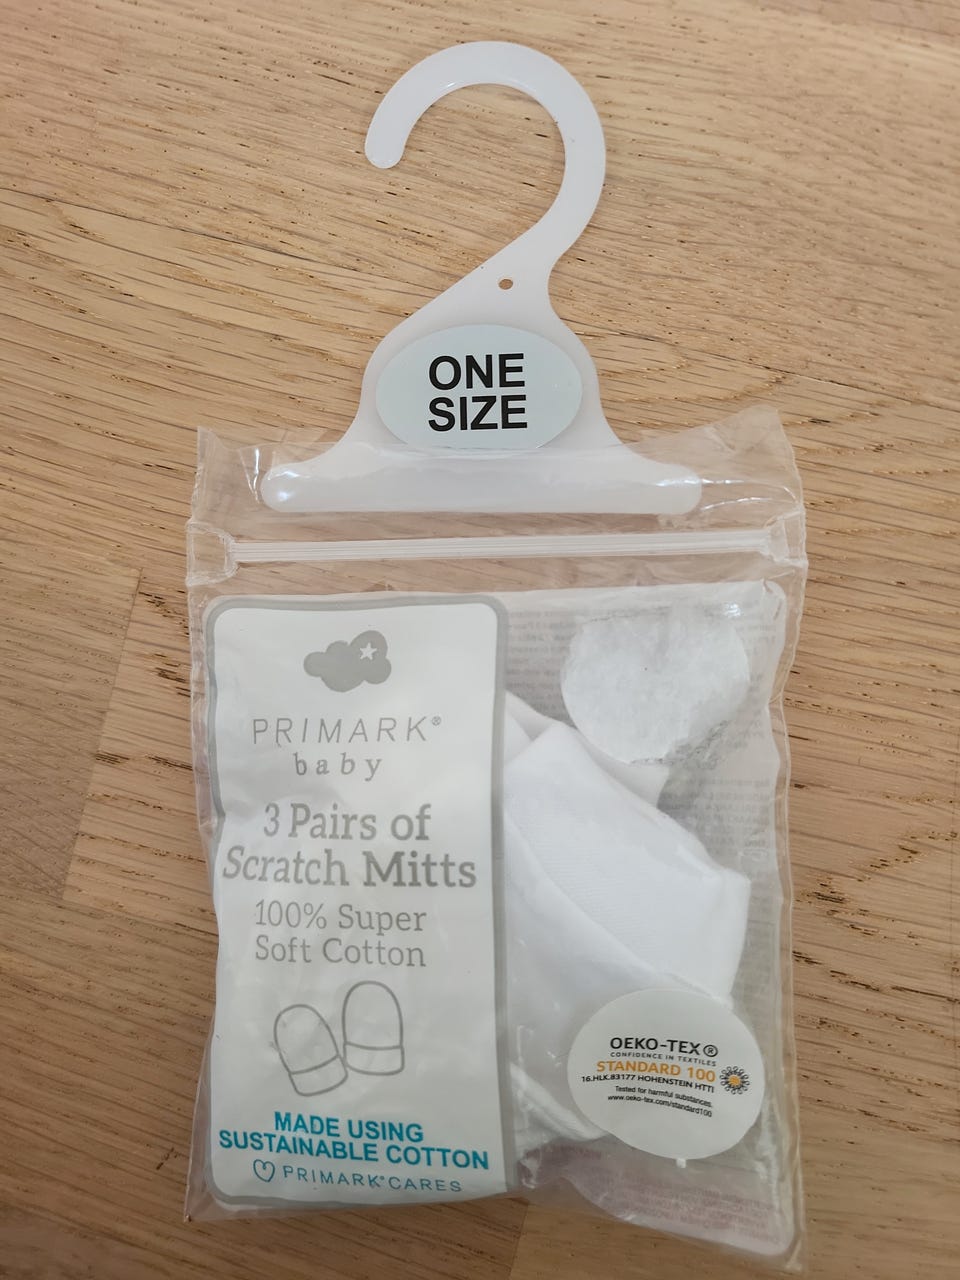 ONE
SIZE
PRIMARK®
baby
3 Pairs of
Scratch Mitts
100% Super
Soft Cotton
MADE USING
SUSTAINABLE COTTON
PRIMARK®CARES
OEKO-TEX®
CONFIDENCE IN TEXTILES
STANDARD 100
16.HLK.83177 HOHENSTEIN HTTI
Tested for harmful substances.
www.oeko-tex.com/standard100